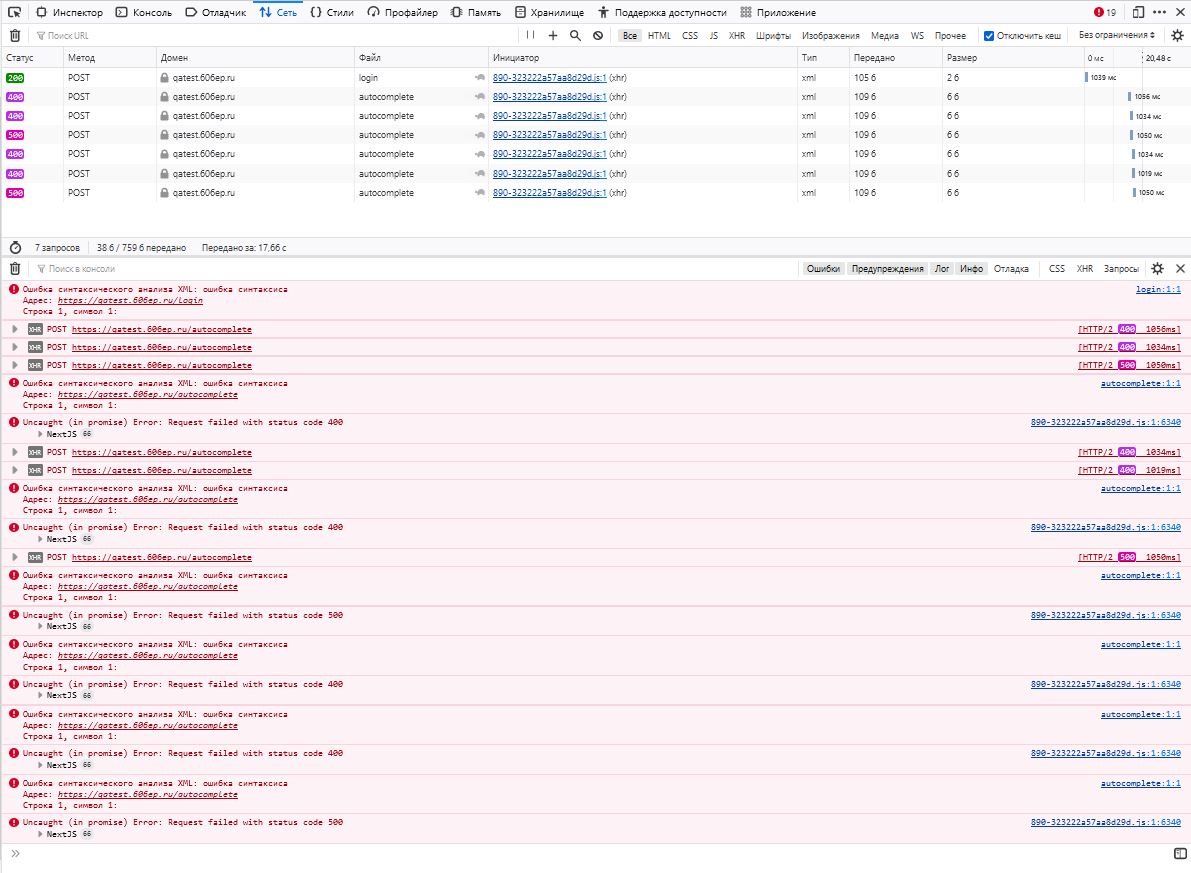 Инспектор Консоль Отладчик Сеть Стили Профайлер Память Хранилище Поддержка доступности Приложение 19
Поиск URL Все HTML CSS JS XHR Шрифты Изображения Медиа WS Прочее Отключить кеш Без ограничения
Статус Метод Домен Файл Инициатор Тип Передано Размер 0 мс 20,48 с
200 POST qatest.606ep.ru login 890-323222a57aa8d29d.js:1 (xhr) xml 105 б 2 б 1039 мс
400 POST qatest.606ep.ru autocomplete 890-323222a57aa8d29d.js:1 (xhr) xml 109 б 6 б 1056 мс
400 POST qatest.606ep.ru autocomplete 890-323222a57aa8d29d.js:1 (xhr) xml 109 б 6 б 1034 мс
500 POST qatest.606ep.ru autocomplete 890-323222a57aa8d29d.js:1 (xhr) xml 109 б 6 б 1050 мс
400 POST qatest.606ep.ru autocomplete 890-323222a57aa8d29d.js:1 (xhr) xml 109 б 6 б 1034 мс
400 POST qatest.606ep.ru autocomplete 890-323222a57aa8d29d.js:1 (xhr) xml 109 б 6 б 1019 мс
500 POST qatest.606ep.ru autocomplete 890-323222a57aa8d29d.js:1 (xhr) xml 109 б 6 б 1050 мс
7 запросов 38 б / 759 б передано Передано за: 17,66 с
Поиск в консоли Ошибки Предупреждения Лог Инфо Отладка CSS XHR Запросы
Ошибка синтаксического анализа XML: ошибка синтаксиса login:1:1
Адрес: https://qatest.606ep.ru/login
Строка 1, символ 1:
XHR POST https://qatest.606ep.ru/autocomplete [HTTP/2 400 1056ms]
XHR POST https://qatest.606ep.ru/autocomplete [HTTP/2 400 1034ms]
XHR POST https://qatest.606ep.ru/autocomplete [HTTP/2 500 1050ms]
Ошибка синтаксического анализа XML: ошибка синтаксиса autocomplete:1:1
Адрес: https://qatest.606ep.ru/autocomplete
Строка 1, символ 1:
Uncaught (in promise) Error: Request failed with status code 400 890-323222a57aa8d29d.js:1:6340
NextJS 66
XHR POST https://qatest.606ep.ru/autocomplete [HTTP/2 400 1034ms]
XHR POST https://qatest.606ep.ru/autocomplete [HTTP/2 400 1019ms]
Ошибка синтаксического анализа XML: ошибка синтаксиса autocomplete:1:1
Адрес: https://qatest.606ep.ru/autocomplete
Строка 1, символ 1:
Uncaught (in promise) Error: Request failed with status code 400 890-323222a57aa8d29d.js:1:6340
NextJS 66
XHR POST https://qatest.606ep.ru/autocomplete [HTTP/2 500 1050ms]
Ошибка синтаксического анализа XML: ошибка синтаксиса autocomplete:1:1
Адрес: https://qatest.606ep.ru/autocomplete
Строка 1, символ 1:
Uncaught (in promise) Error: Request failed with status code 500 890-323222a57aa8d29d.js:1:6340
NextJS 66
Ошибка синтаксического анализа XML: ошибка синтаксиса autocomplete:1:1
Адрес: https://qatest.606ep.ru/autocomplete
Строка 1, символ 1:
Uncaught (in promise) Error: Request failed with status code 400 890-323222a57aa8d29d.js:1:6340
NextJS 66
Ошибка синтаксического анализа XML: ошибка синтаксиса autocomplete:1:1
Адрес: https://qatest.606ep.ru/autocomplete
Строка 1, символ 1:
Uncaught (in promise) Error: Request failed with status code 400 890-323222a57aa8d29d.js:1:6340
NextJS 66
Ошибка синтаксического анализа XML: ошибка синтаксиса autocomplete:1:1
Адрес: https://qatest.606ep.ru/autocomplete
Строка 1, символ 1:
Uncaught (in promise) Error: Request failed with status code 500 890-323222a57aa8d29d.js:1:6340
NextJS 66